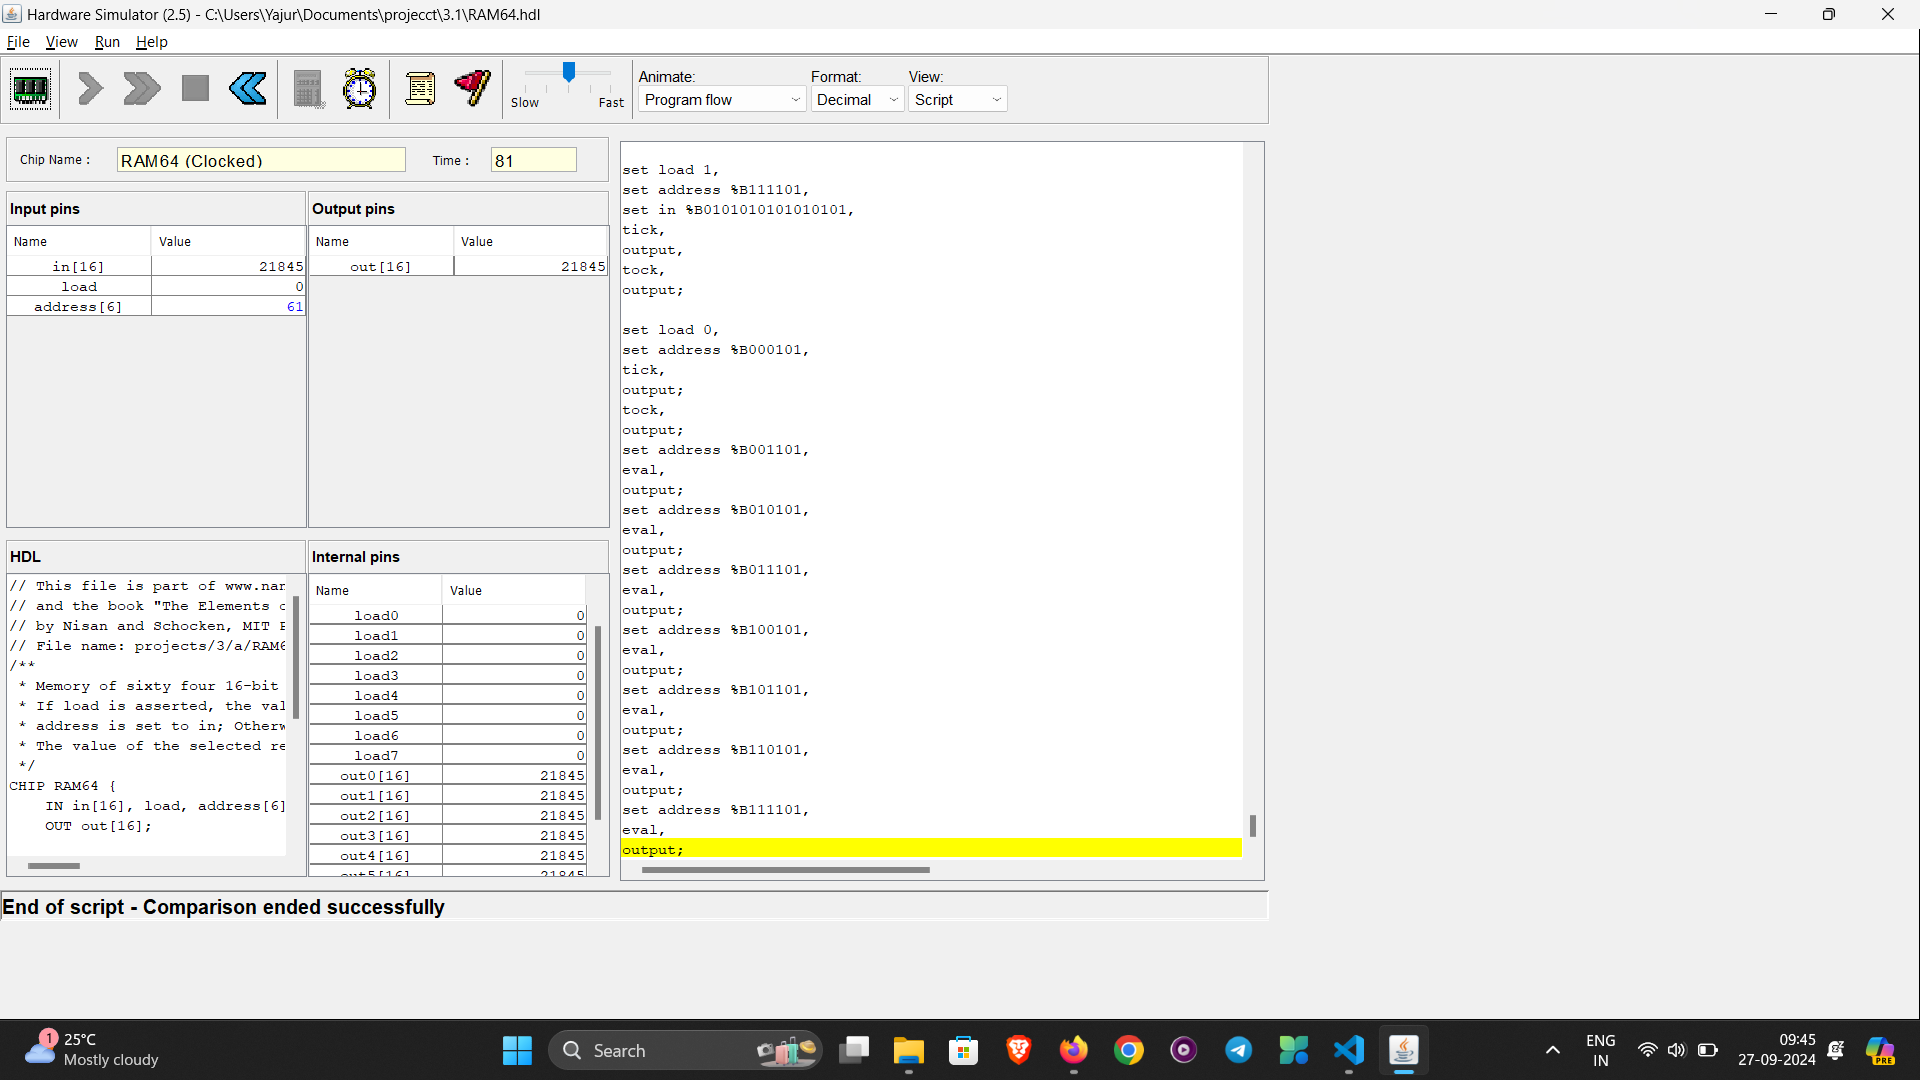 Hardware Simulator (2.5) - C:\Users\Yajur\Documents\projecct\3.1\RAM64.hdl
File View Run Help
Slow Fast
Animate: Format: View:
Program flow Decimal Script
Chip Name : RAM64 (Clocked) Time : 81
Input pins
Name Value
in[16] 21845
load 0
address[6] 61
Output pins
Name Value
out[16] 21845
HDL
// This file is part of www.nan
// and the book "The Elements o
// by Nisan and Schocken, MIT P
// File name: projects/3/a/RAM6
/**
* Memory of sixty four 16-bit
* If load is asserted, the val
* address is set to in; Otherw
* The value of the selected re
*/
CHIP RAM64 {
IN in[16], load, address[6]
OUT out[16];
Internal pins
Name Value
load0 0
load1 0
load2 0
load3 0
load4 0
load5 0
load6 0
load7 0
out0[16] 21845
out1[16] 21845
out2[16] 21845
out3[16] 21845
out4[16] 21845
out5[16] 21845
set load 1,
set address %B111101,
set in %B0101010101010101,
tick,
output,
tock,
output;
set load 0,
set address %B000101,
tick,
output;
tock,
output;
set address %B001101,
eval,
output;
set address %B010101,
eval,
output;
set address %B011101,
eval,
output;
set address %B100101,
eval,
output;
set address %B101101,
eval,
output;
set address %B110101,
eval,
output;
set address %B111101,
eval,
output;
End of script - Comparison ended successfully
1
25°C
Mostly cloudy
Search
ENG
IN
09:45
27-09-2024
PRE